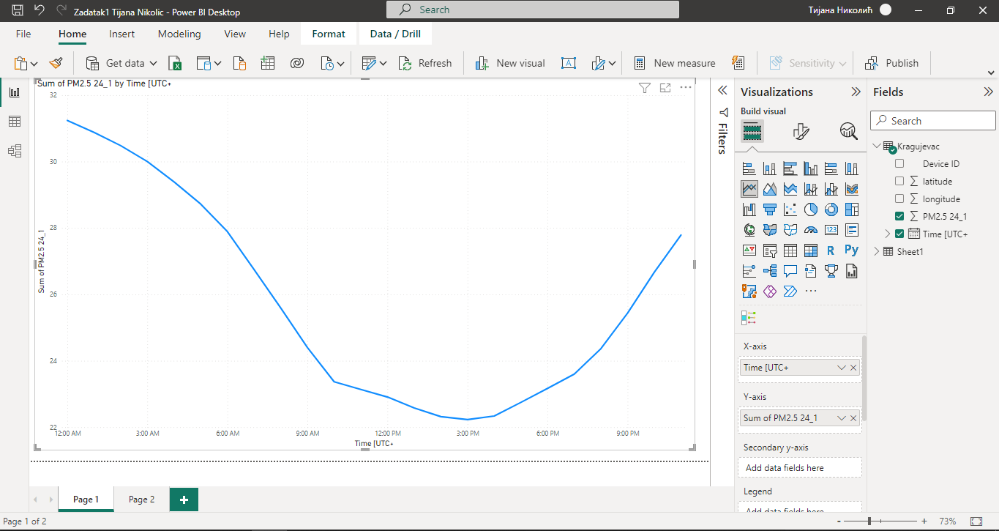 Zadatak1 Tijana Nikolic - Power BI Desktop
Search
Тијана Николић
File Home Insert Modeling View Help Format Data / Drill
Get data Refresh New visual A New measure Sensitivity Publish
Sum of PM2.5 24_1 by Time [UTC+
32
30
28
26
24
22
Sum of PM2.5 24_1
12:00 AM 3:00 AM 6:00 AM 9:00 AM 12:00 PM 3:00 PM 6:00 PM 9:00 PM
Time [UTC+
Filters
Visualizations
Build visual
123
R Py
X-axis
Time [UTC+
Y-axis
Sum of PM2.5 24_1
Secondary y-axis
Add data fields here
Legend
Add data fields here
Fields
Search
Kragujevac
Device ID
latitude
longitude
PM2.5 24_1
Time [UTC+
Sheet1
Page 1 Page 2 +
Page 1 of 2
- + 73%